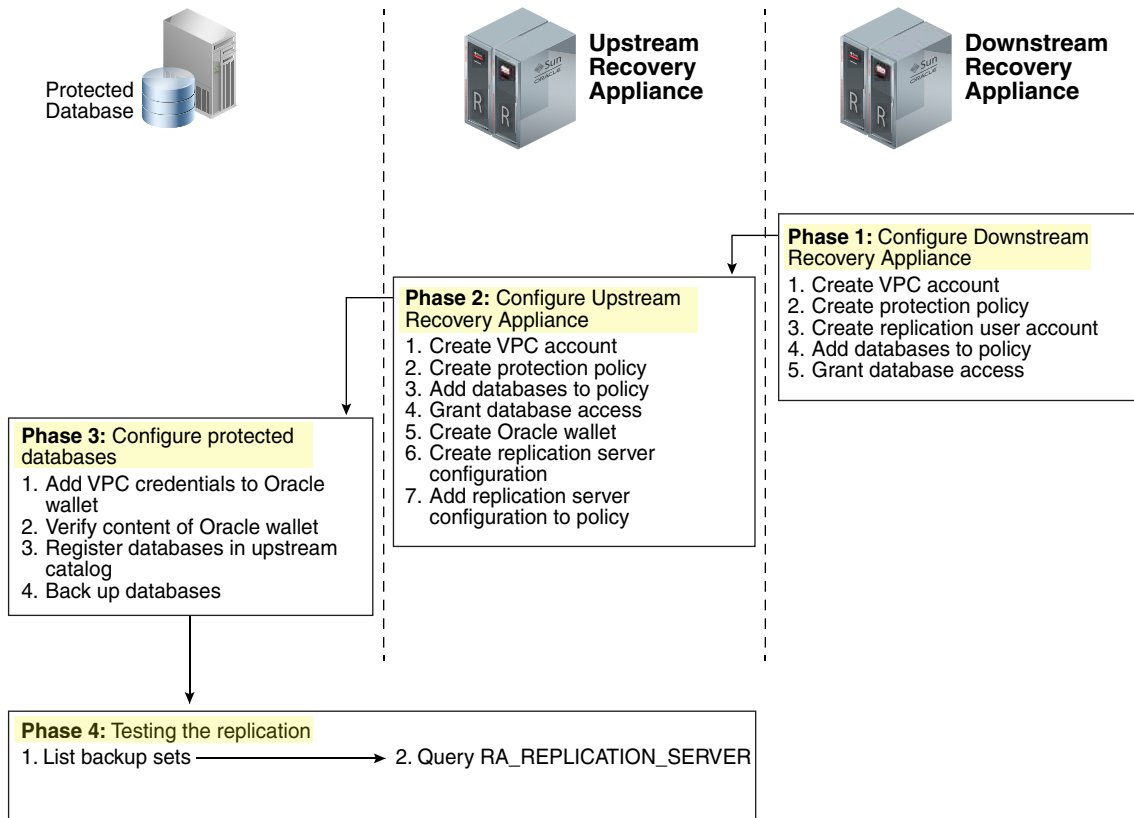 Protected
Database
Upstream
Recovery
Appliance
Sun
ORACLE
R
R
Downstream
Recovery
Appliance
Sun
ORACLE
R
R
Phase 1: Configure Downstream
Recovery Appliance
1. Create VPC account
2. Create protection policy
3. Create replication user account
4. Add databases to policy
5. Grant database access
Phase 2: Configure Upstream
Recovery Appliance
1. Create VPC account
2. Create protection policy
3. Add databases to policy
4. Grant database access
5. Create Oracle wallet
6. Create replication server
configuration
7. Add replication server
configuration to policy
Phase 3: Configure protected
databases
1. Add VPC credentials to Oracle
wallet
2. Verify content of Oracle wallet
3. Register databases in upstream
catalog
4. Back up databases
Phase 4: Testing the replication
1. List backup sets
2. Query RA_REPLICATION_SERVER